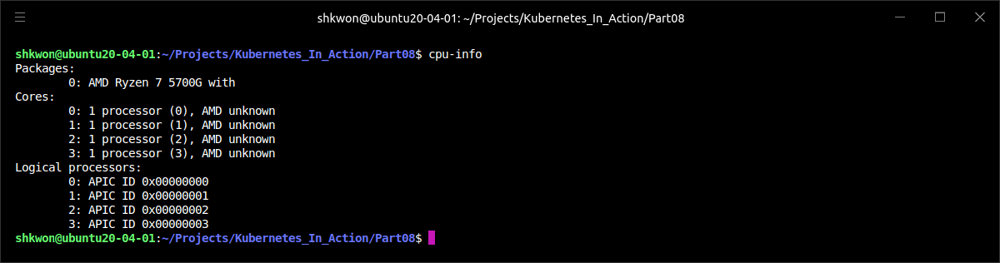 shkwon@ubuntu20-04-01: ~/Projects/Kubernetes_In_Action/Part08
shkwon@ubuntu20-04-01:~/Projects/Kubernetes_In_Action/Part08$ cpu-info
Packages:
        0: AMD Ryzen 7 5700G with
Cores:
        0: 1 processor (0), AMD unknown
        1: 1 processor (1), AMD unknown
        2: 1 processor (2), AMD unknown
        3: 1 processor (3), AMD unknown
Logical processors:
        0: APIC ID 0x00000000
        1: APIC ID 0x00000001
        2: APIC ID 0x00000002
        3: APIC ID 0x00000003
shkwon@ubuntu20-04-01:~/Projects/Kubernetes_In_Action/Part08$